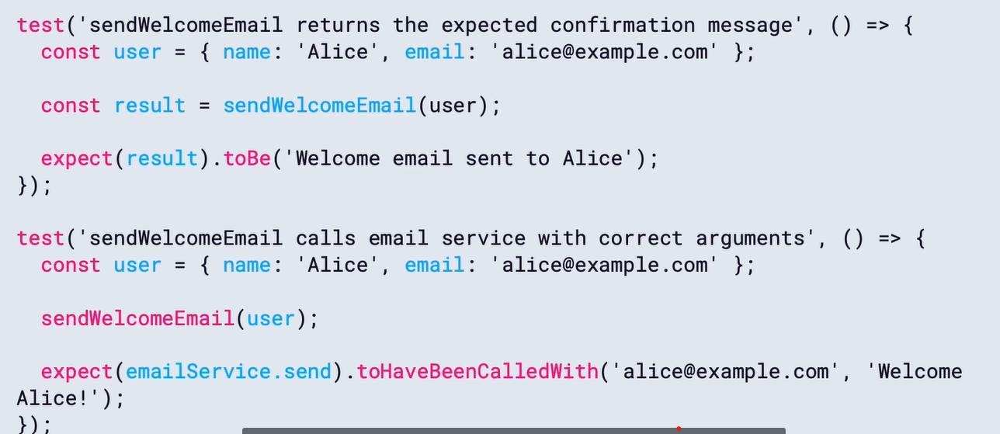 test('sendWelcomeEmail returns the expected confirmation message', () => {
  const user = { name: 'Alice', email: 'alice@example.com' };

  const result = sendWelcomeEmail(user);

  expect(result).toBe('Welcome email sent to Alice');
});

test('sendWelcomeEmail calls email service with correct arguments', () => {
  const user = { name: 'Alice', email: 'alice@example.com' };

  sendWelcomeEmail(user);

  expect(emailService.send).toHaveBeenCalledWith('alice@example.com', 'Welcome
Alice!');
});